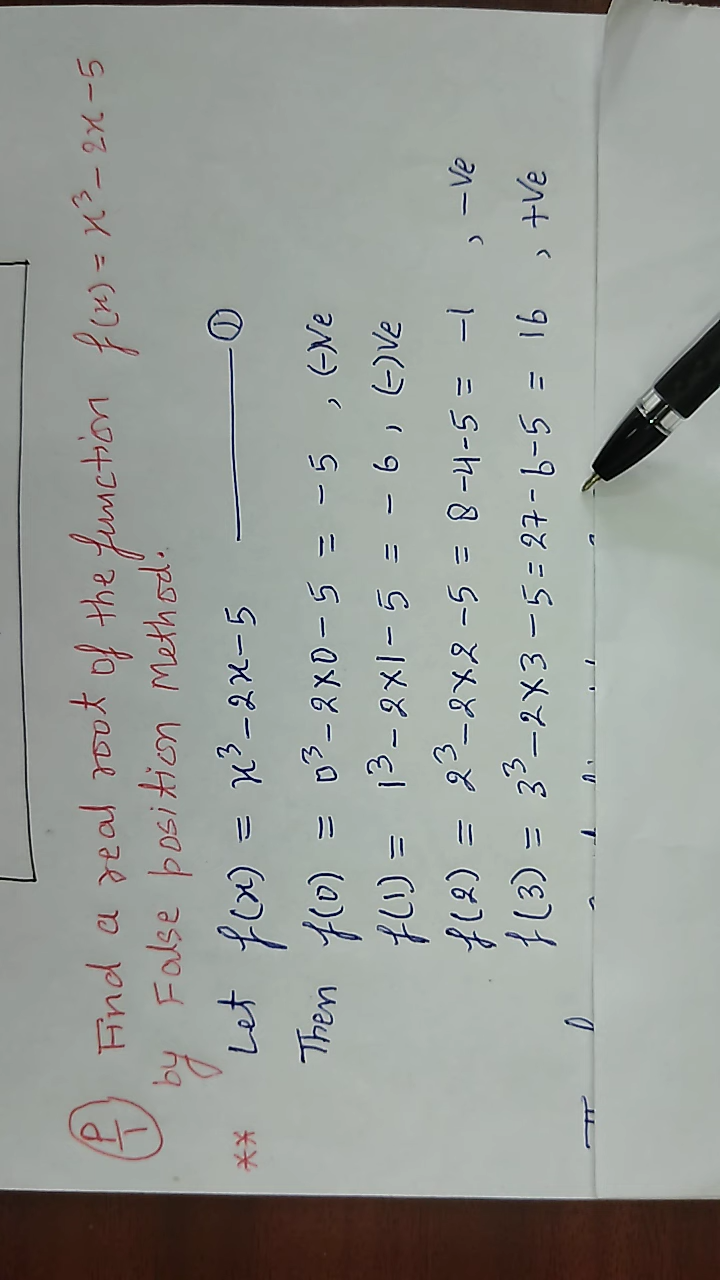 P/1 Find a real root of the function f(x) = x³ - 2x - 5
by False position Method.
** Let f(x) = x³ - 2x - 5 ——— ①
Then f(0) = 0³ - 2×0 - 5 = -5 , (-)Ve
f(1) = 1³ - 2×1 - 5 = -6 , (-)Ve
f(2) = 2³ - 2×2 - 5 = 8-4-5 = -1 , -Ve
f(3) = 3³ - 2×3 - 5 = 27-6-5 = 16 , +Ve